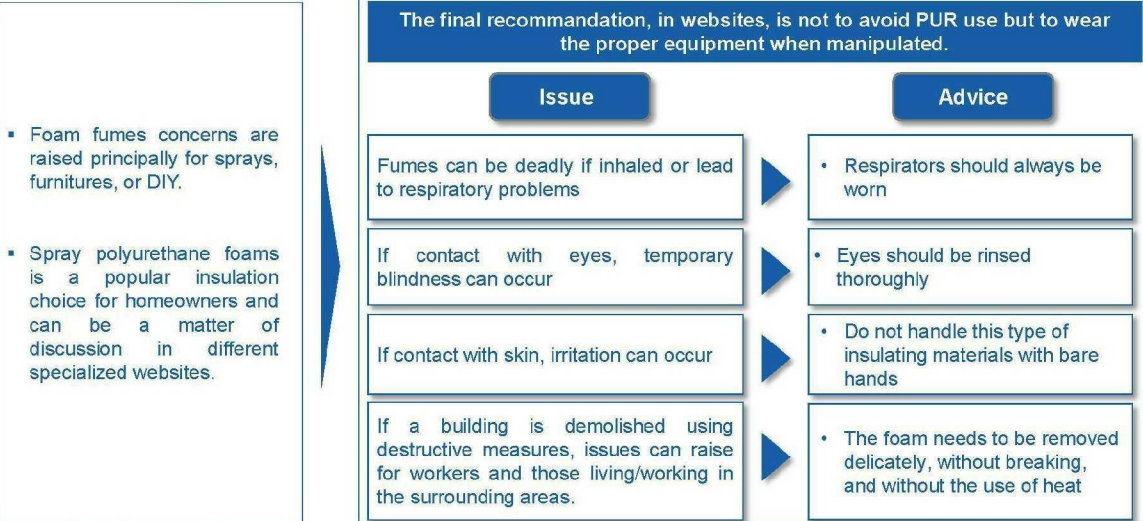 The final recommandation, in websites, is not to avoid PUR use but to wear
the proper equipment when manipulated.
▪ Foam fumes concerns are
raised principally for sprays,
furnitures, or DIY.
▪ Spray polyurethane foams
is a popular insulation
choice for homeowners and
can be a matter of
discussion in different
specialized websites.
Issue
Advice
Fumes can be deadly if inhaled or lead
to respiratory problems
• Respirators should always be
worn
If contact with eyes, temporary
blindness can occur
• Eyes should be rinsed
thoroughly
If contact with skin, irritation can occur
• Do not handle this type of
insulating materials with bare
hands
If a building is demolished using
destructive measures, issues can raise
for workers and those living/working in
the surrounding areas.
• The foam needs to be removed
delicately, without breaking,
and without the use of heat